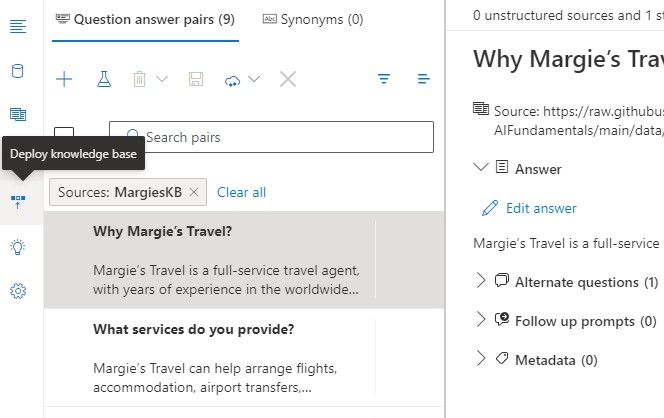 Question answer pairs (9)
Abc Synonyms (0)
Search pairs
Deploy knowledge base
Sources: MargiesKB
Clear all
Why Margie's Travel?
Margie's Travel is a full-service travel agent,
with years of experience in the worldwide...
What services do you provide?
Margie's Travel can help arrange flights,
accommodation, airport transfers,...
0 unstructured sources and 1 st
Why Margie's Trav
Source: https://raw.githubus
AIFundamentals/main/data/
Answer
Edit answer
Margie's Travel is a full-service
Alternate questions (1)
Follow up prompts (0)
Metadata (0)